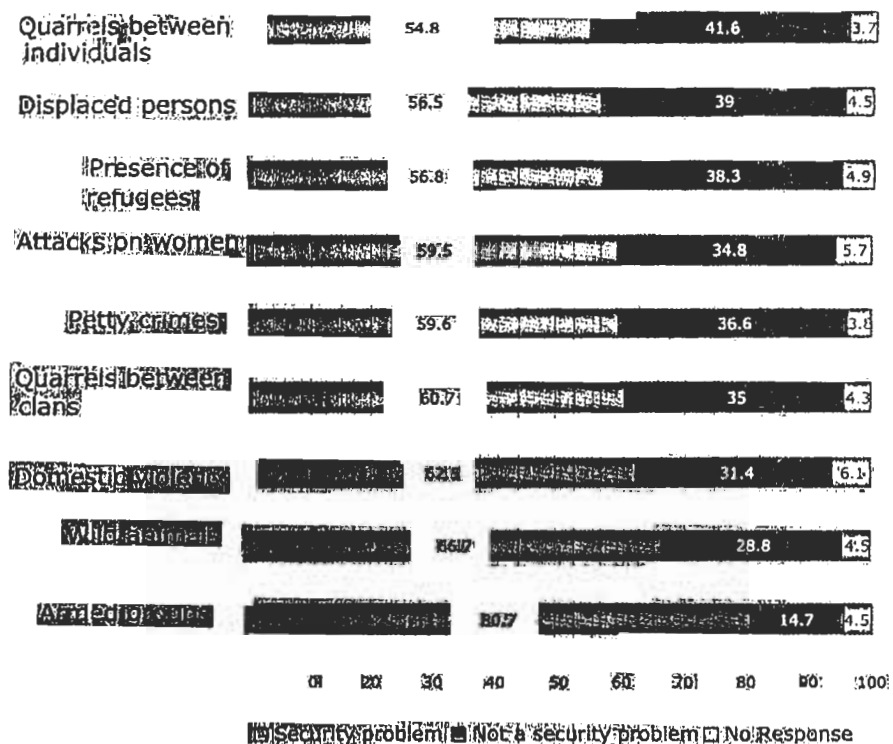 Quarrels between 54.8 41.6 3.7
individuals
Displaced persons 56.5 39 4.5
Presence of 56.8 38.3 4.9
refugees
Attacks on women 59.5 34.8 5.7
Petty crimes 59.6 36.6 3.8
Quarrels between 60.7 35 4.3
clans
Domestic 31.4 6.1
Wild animals 66.7 28.8 4.5
Armed groups 80.7 14.7 4.5
20 30 40 50 60 70 80 90 100
Security problem Not a security problem No Response